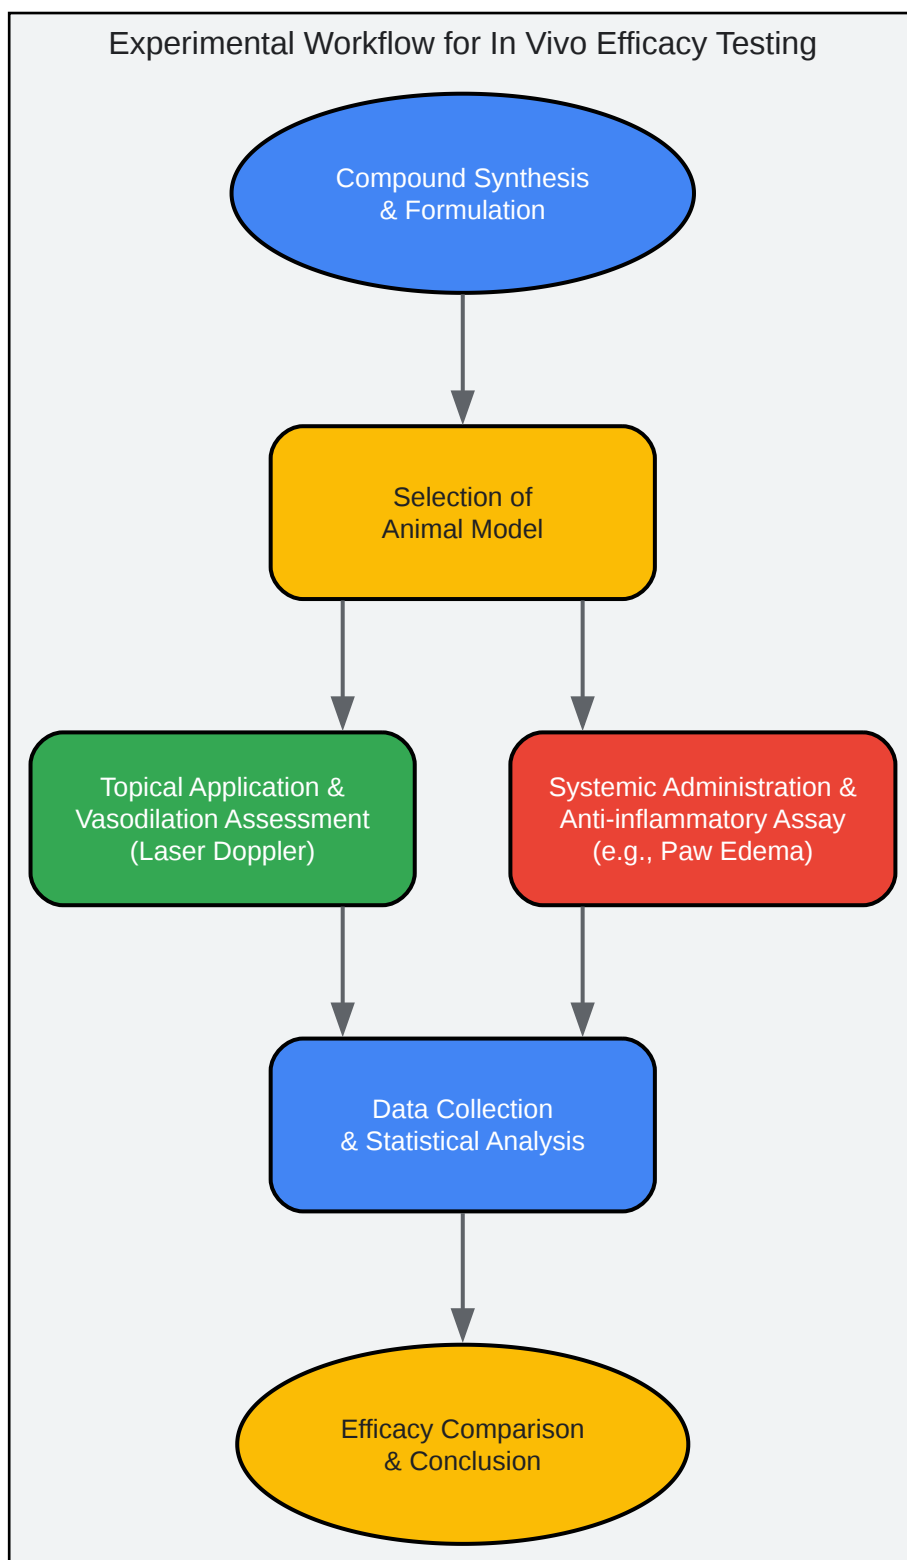 Experimental Workflow for In Vivo Efficacy Testing
Compound Synthesis
& Formulation
Selection of
Animal Model
Topical Application &
Vasodilation Assessment
(Laser Doppler)
Systemic Administration &
Anti-inflammatory Assay
(e.g., Paw Edema)
Data Collection
& Statistical Analysis
Efficacy Comparison
& Conclusion